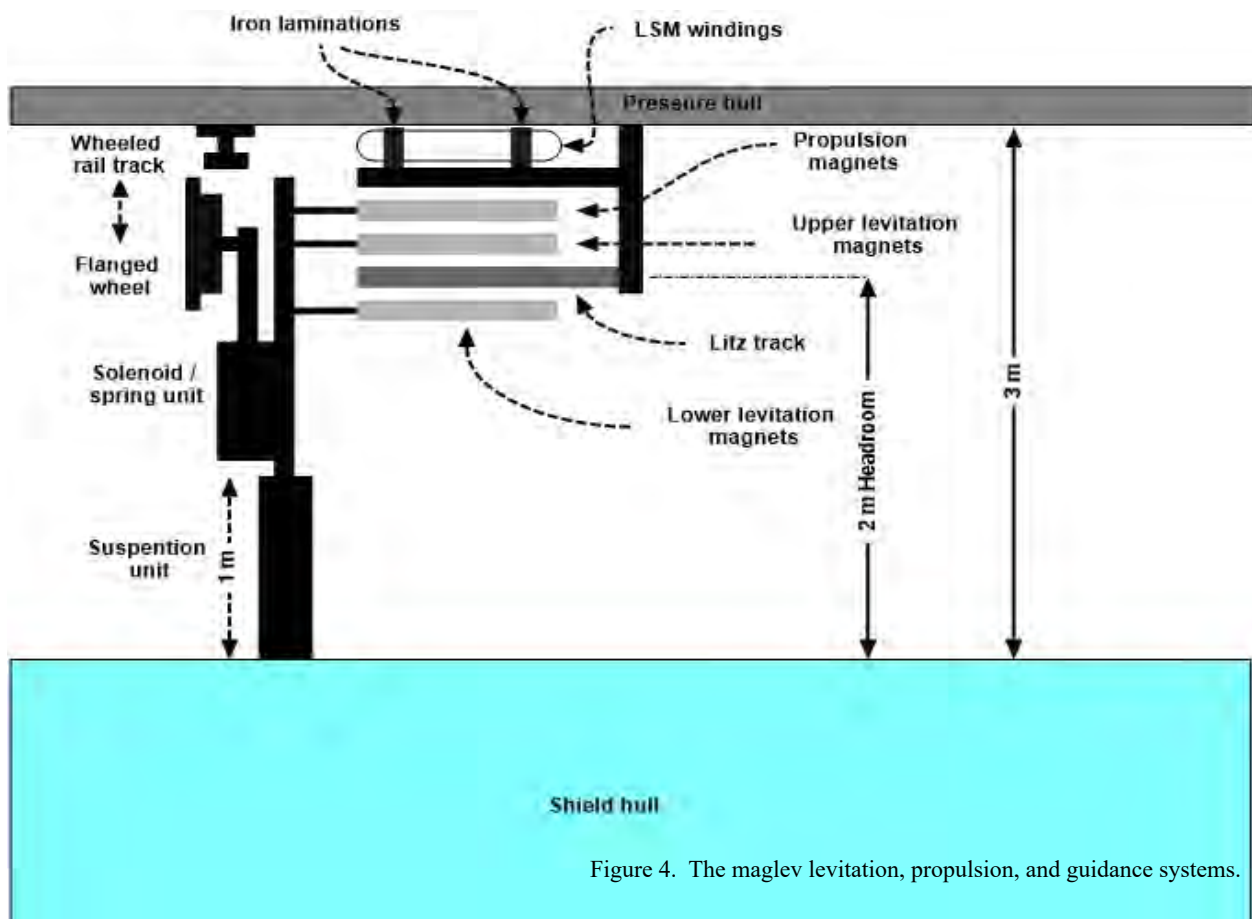 Iron laminations
LSM windings
Pressure hull
Wheeled
rail track
Propulsion
magnets
Upper levitation
magnets
Flanged
wheel
Litz track
Solenoid /
spring unit
Lower levitation
magnets
2 m Headroom
3 m
Suspention
unit
1 m
Shield hull
Figure 4. The maglev levitation, propulsion, and guidance systems.